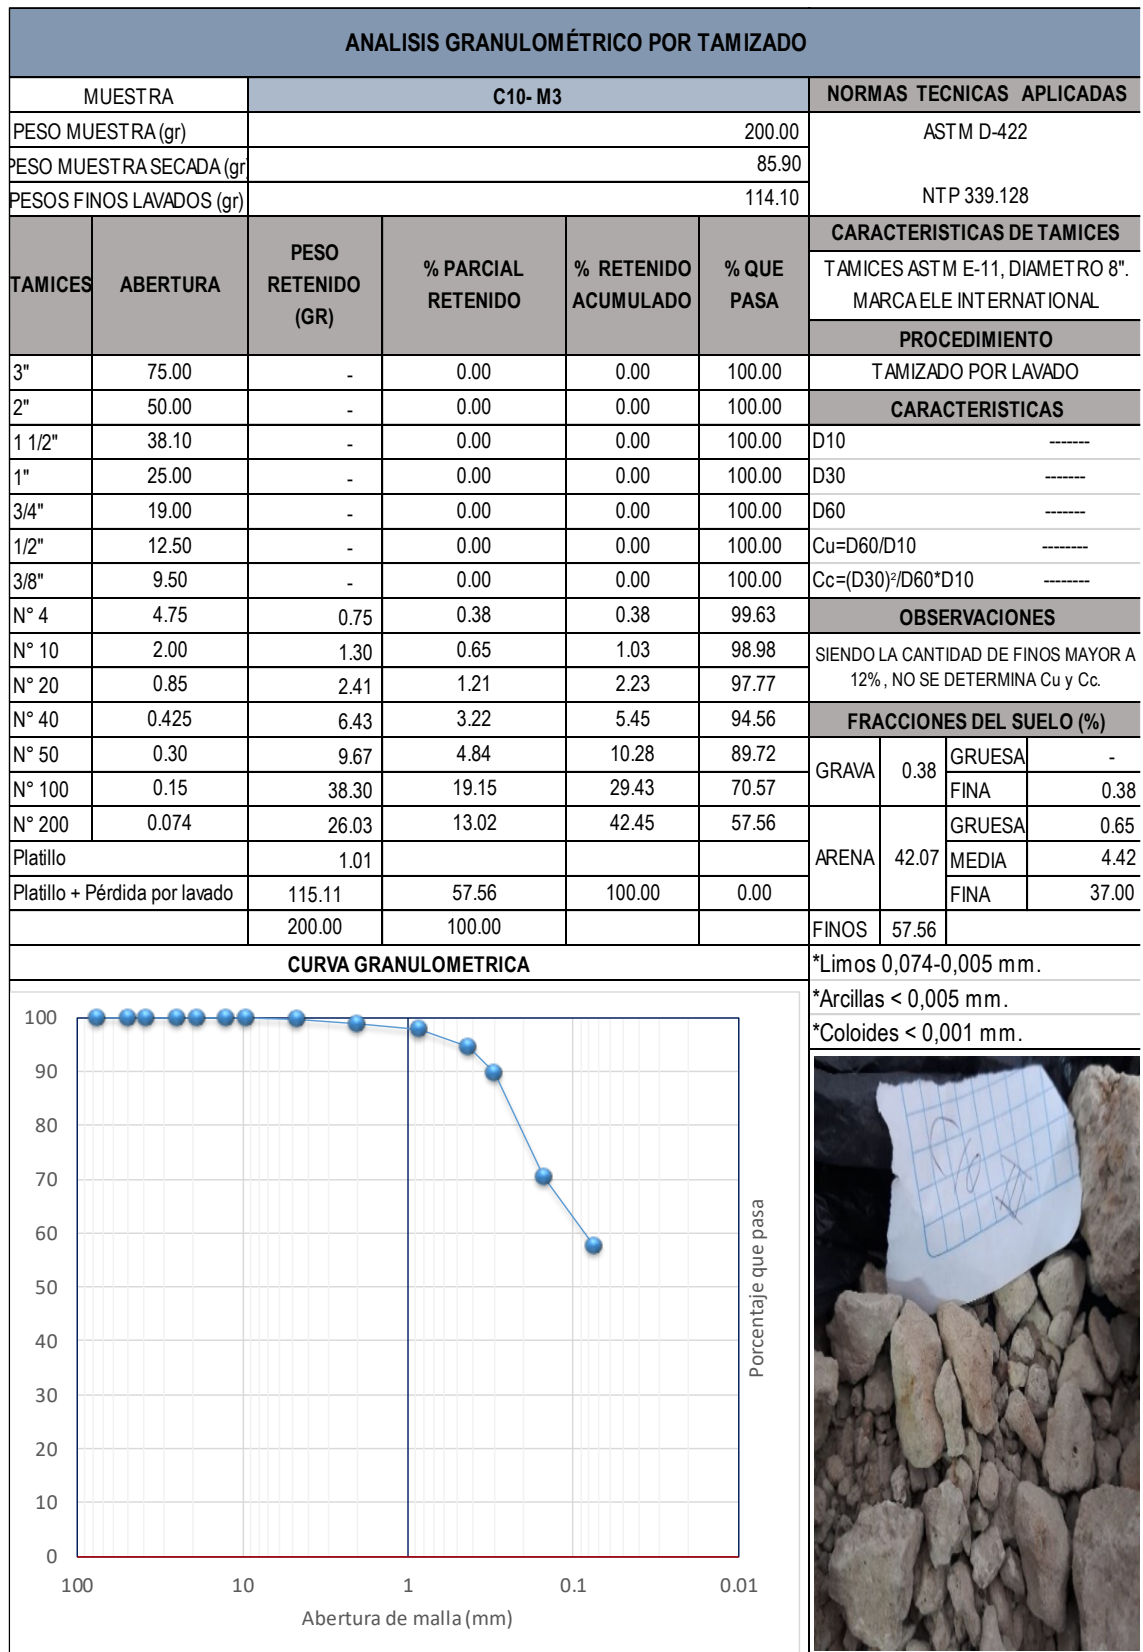 ANALISIS GRANULOMÉTRICO POR TAMIZADO
MUESTRA C10- M3 NORMAS TECNICAS APLICADAS
PESO MUESTRA (gr) 200.00 ASTM D-422
PESO MUESTRA SECADA (gr) 85.90
PESOS FINOS LAVADOS (gr) 114.10 NTP 339.128
TAMICES ABERTURA PESO RETENIDO (GR) % PARCIAL RETENIDO % RETENIDO ACUMULADO % QUE PASA
CARACTERISTICAS DE TAMICES
TAMICES ASTM E-11, DIAMETRO 8".
MARCA ELE INTERNATIONAL
PROCEDIMIENTO
3" 75.00 - 0.00 0.00 100.00 TAMIZADO POR LAVADO
2" 50.00 - 0.00 0.00 100.00 CARACTERISTICAS
1 1/2" 38.10 - 0.00 0.00 100.00 D10 -------
1" 25.00 - 0.00 0.00 100.00 D30 -------
3/4" 19.00 - 0.00 0.00 100.00 D60 -------
1/2" 12.50 - 0.00 0.00 100.00 Cu=D60/D10 --------
3/8" 9.50 - 0.00 0.00 100.00 Cc=(D30)²/D60*D10 --------
N° 4 4.75 0.75 0.38 0.38 99.63 OBSERVACIONES
N° 10 2.00 1.30 0.65 1.03 98.98 SIENDO LA CANTIDAD DE FINOS MAYOR A
N° 20 0.85 2.41 1.21 2.23 97.77 12%, NO SE DETERMINA Cu y Cc.
N° 40 0.425 6.43 3.22 5.45 94.56 FRACCIONES DEL SUELO (%)
N° 50 0.30 9.67 4.84 10.28 89.72 GRAVA 0.38 GRUESA -
N° 100 0.15 38.30 19.15 29.43 70.57 FINA 0.38
N° 200 0.074 26.03 13.02 42.45 57.56 GRUESA 0.65
Platillo 1.01 ARENA 42.07 MEDIA 4.42
Platillo + Pérdida por lavado 115.11 57.56 100.00 0.00 FINA 37.00
200.00 100.00 FINOS 57.56
CURVA GRANULOMETRICA
*Limos 0,074-0,005 mm.
*Arcillas < 0,005 mm.
*Coloides < 0,001 mm.
100
90
80
70
60
50
40
30
20
10
0
100 10 1 0.1 0.01
Abertura de malla (mm)
Porcentaje que pasa
C10
III